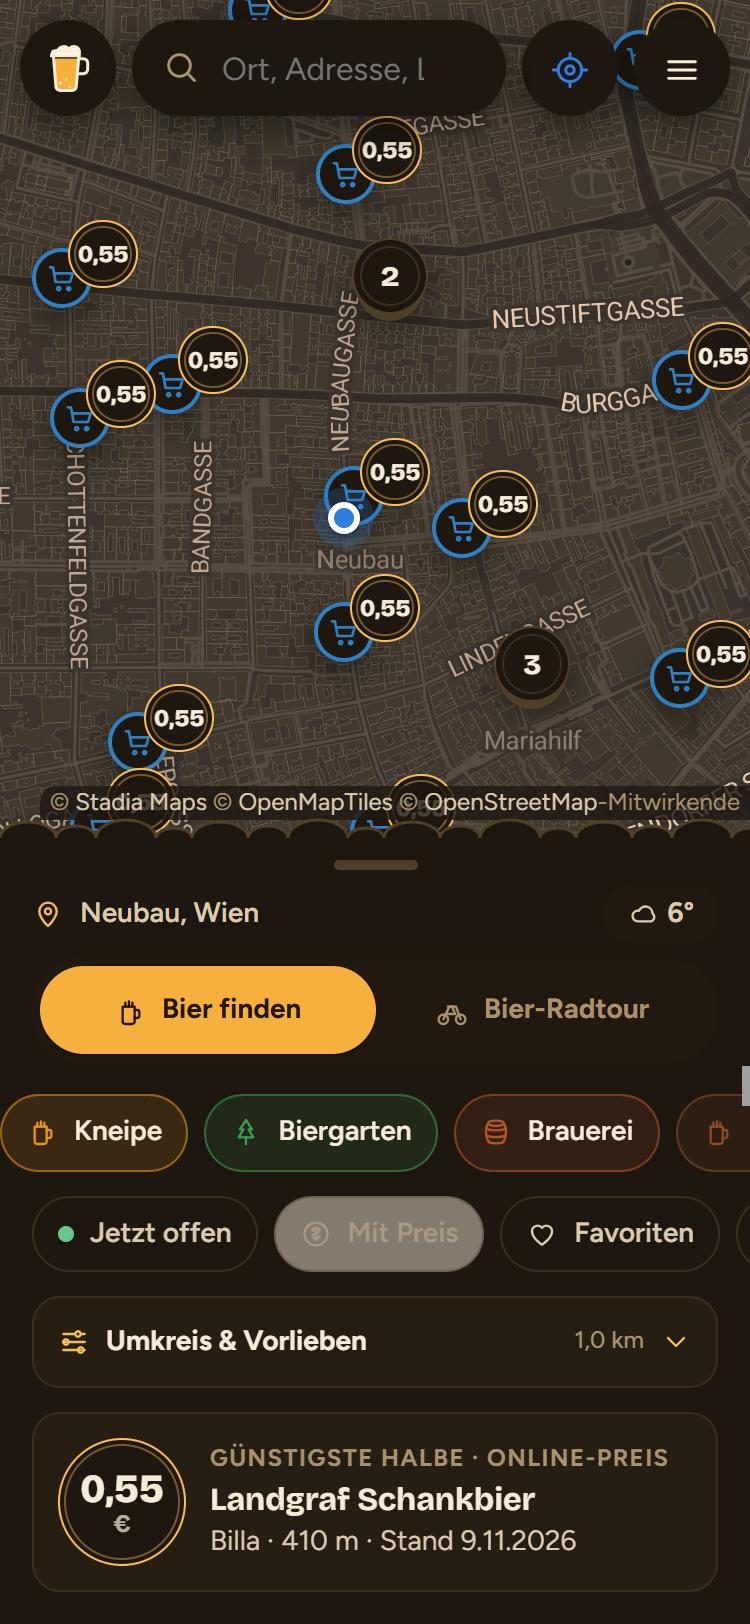 Ort, Adresse, L
GASSE
0,55
0,55
2
NEUSTIFTGASSE
NEUBAUGASSE
0,55
0,55
0,55
BURGGA
BANDGASSE
CHOTTENFELDGASSE
E
0,55
0,55
Neubau
0,55
LINDENGASSE
3
0,55
0,55
Mariahilf
© Stadia Maps © OpenMapTiles © OpenStreetMap-Mitwirkende
Neubau, Wien
6°
Bier finden
Bier-Radtour
Kneipe
Biergarten
Brauerei
Jetzt offen
Mit Preis
Favoriten
Umkreis & Vorlieben
1,0 km
0,55
€
GÜNSTIGSTE HALBE · ONLINE-PREIS
Landgraf Schankbier
Billa · 410 m · Stand 9.11.2026